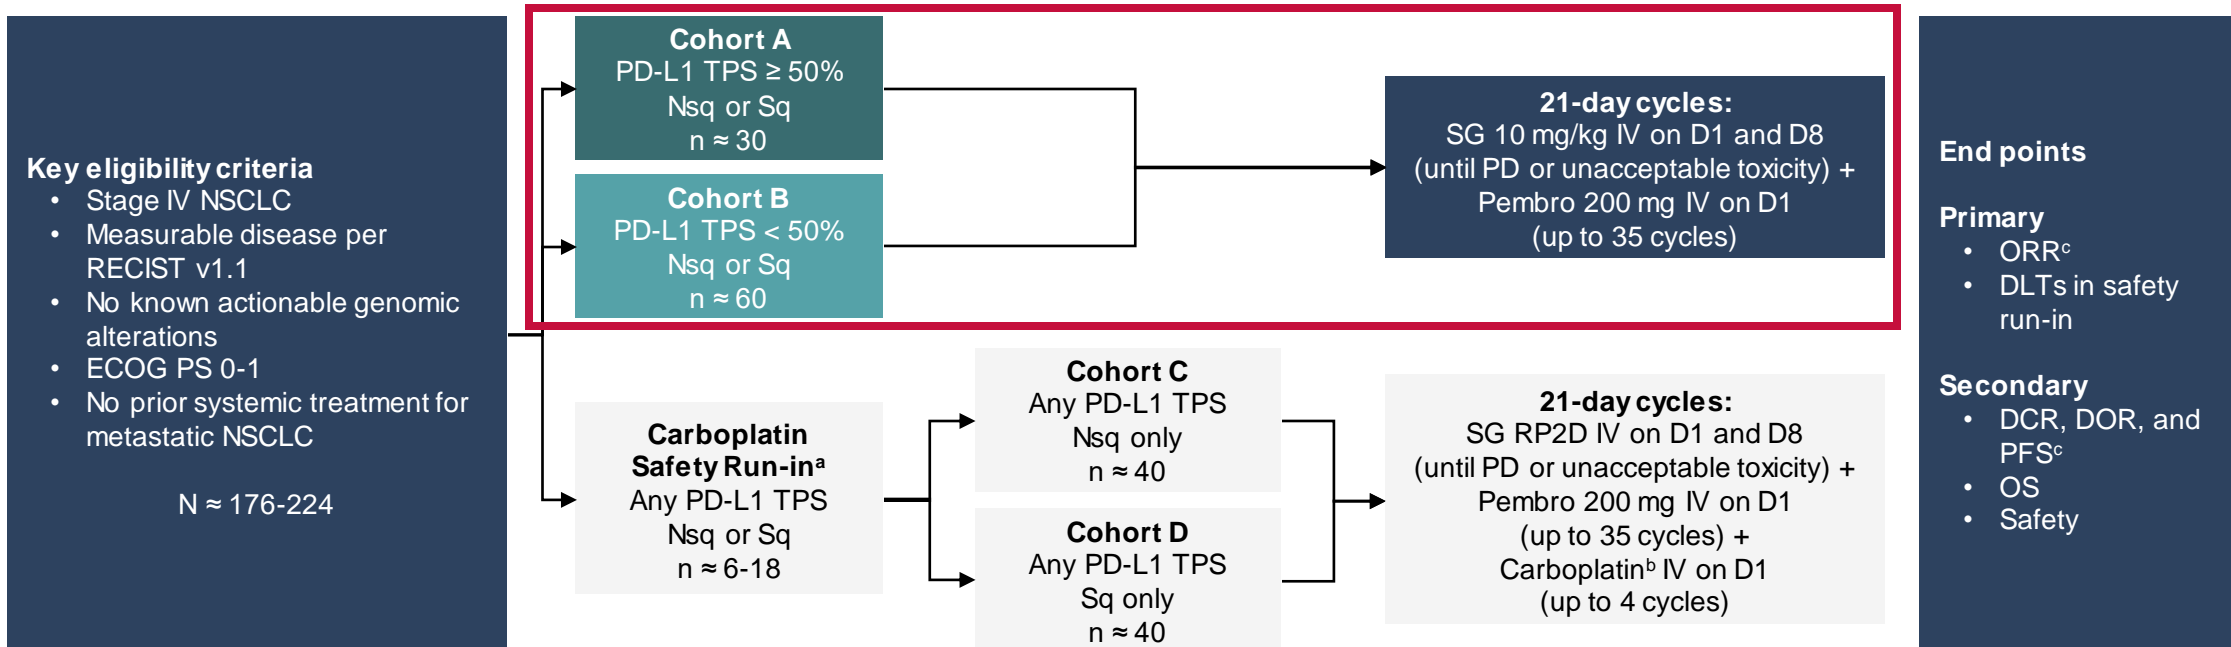 Key eligibility criteria
• Stage IV NSCLC
• Measurable disease per
RECIST v1.1
• No known actionable genomic
alterations
• ECOG PS 0-1
• No prior systemic treatment for
metastatic NSCLC
N ≈ 176-224
Cohort A
PD-L1 TPS ≥ 50%
Nsq or Sq
n ≈ 30
Cohort B
PD-L1 TPS < 50%
Nsq or Sq
n ≈ 60
21-day cycles:
SG 10 mg/kg IV on D1 and D8
(until PD or unacceptable toxicity) +
Pembro 200 mg IV on D1
(up to 35 cycles)
Carboplatin
Safety Run-inᵃ
Any PD-L1 TPS
Nsq or Sq
n ≈ 6-18
Cohort C
Any PD-L1 TPS
Nsq only
n ≈ 40
Cohort D
Any PD-L1 TPS
Sq only
n ≈ 40
21-day cycles:
SG RP2D IV on D1 and D8
(until PD or unacceptable toxicity) +
Pembro 200 mg IV on D1
(up to 35 cycles) +
Carboplatinᵇ IV on D1
(up to 4 cycles)
End points
Primary
• ORRᶜ
• DLTs in safety
run-in
Secondary
• DCR, DOR, and
PFSᶜ
• OS
• Safety